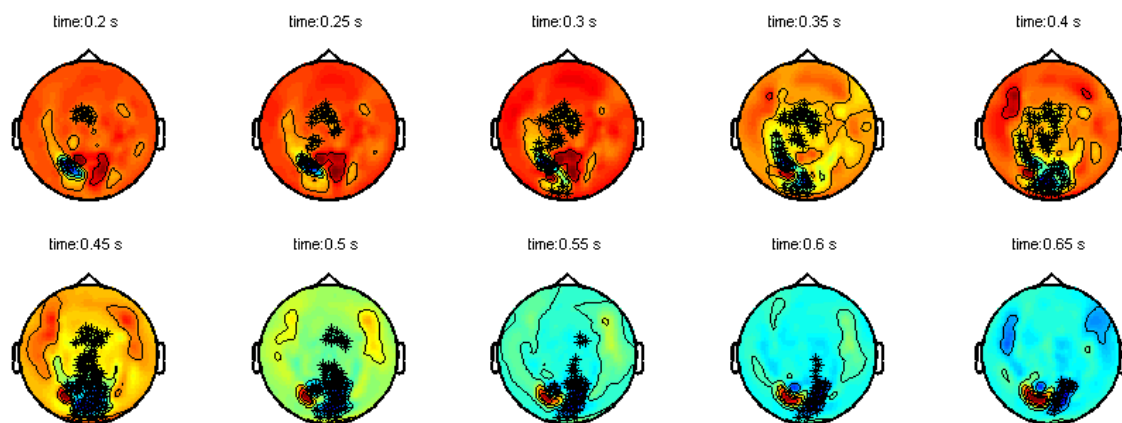 time:0.2 s
time:0.25 s
time:0.3 s
time:0.35 s
time:0.4 s
time:0.45 s
time:0.5 s
time:0.55 s
time:0.6 s
time:0.65 s